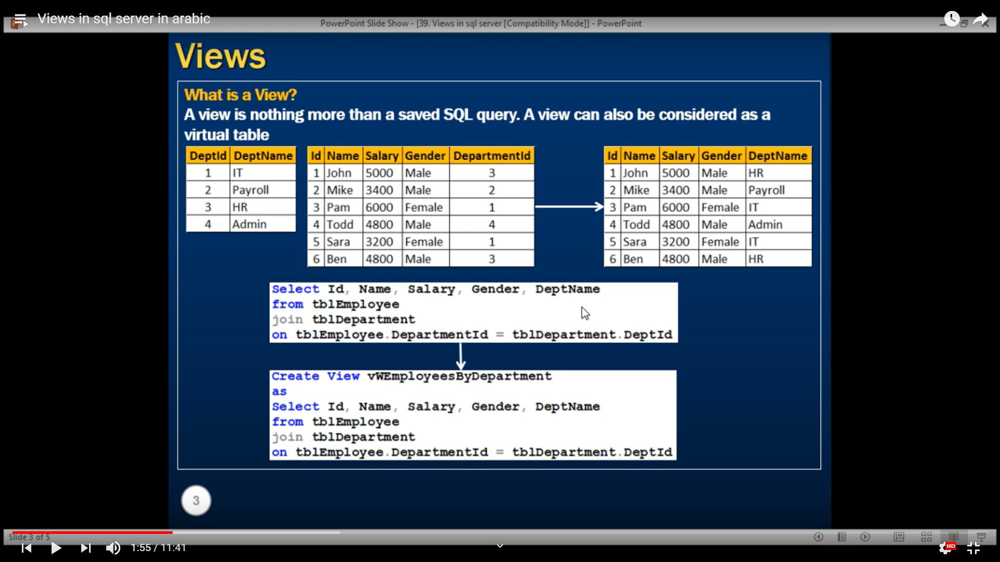 Views in sql server in arabic
PowerPoint Slide Show - [39. Views in sql server [Compatibility Mode]] - PowerPoint
Views
What is a View?
A view is nothing more than a saved SQL query. A view can also be considered as a
virtual table
DeptId DeptName
1 IT
2 Payroll
3 HR
4 Admin
Id Name Salary Gender DepartmentId
1 John 5000 Male 3
2 Mike 3400 Male 2
3 Pam 6000 Female 1
4 Todd 4800 Male 4
5 Sara 3200 Female 1
6 Ben 4800 Male 3
Id Name Salary Gender DeptName
1 John 5000 Male HR
2 Mike 3400 Male Payroll
3 Pam 6000 Female IT
4 Todd 4800 Male Admin
5 Sara 3200 Female IT
6 Ben 4800 Male HR
Select Id, Name, Salary, Gender, DeptName
from tblEmployee
join tblDepartment
on tblEmployee.DepartmentId = tblDepartment.DeptId
Create View vWEmployeesByDepartment
as
Select Id, Name, Salary, Gender, DeptName
from tblEmployee
join tblDepartment
on tblEmployee.DepartmentId = tblDepartment.DeptId
3
Slide 3 of 5
1:55 / 11:41
HD